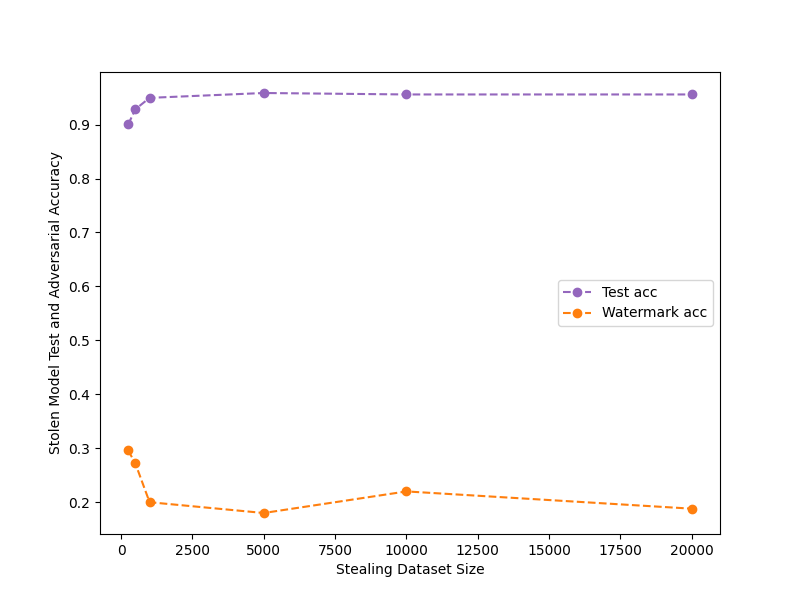 Stolen Model Test and Adversarial Accuracy
0.9
0.8
0.7
0.6
0.5
0.4
0.3
0.2
Test acc
Watermark acc
0 2500 5000 7500 10000 12500 15000 17500 20000
Stealing Dataset Size